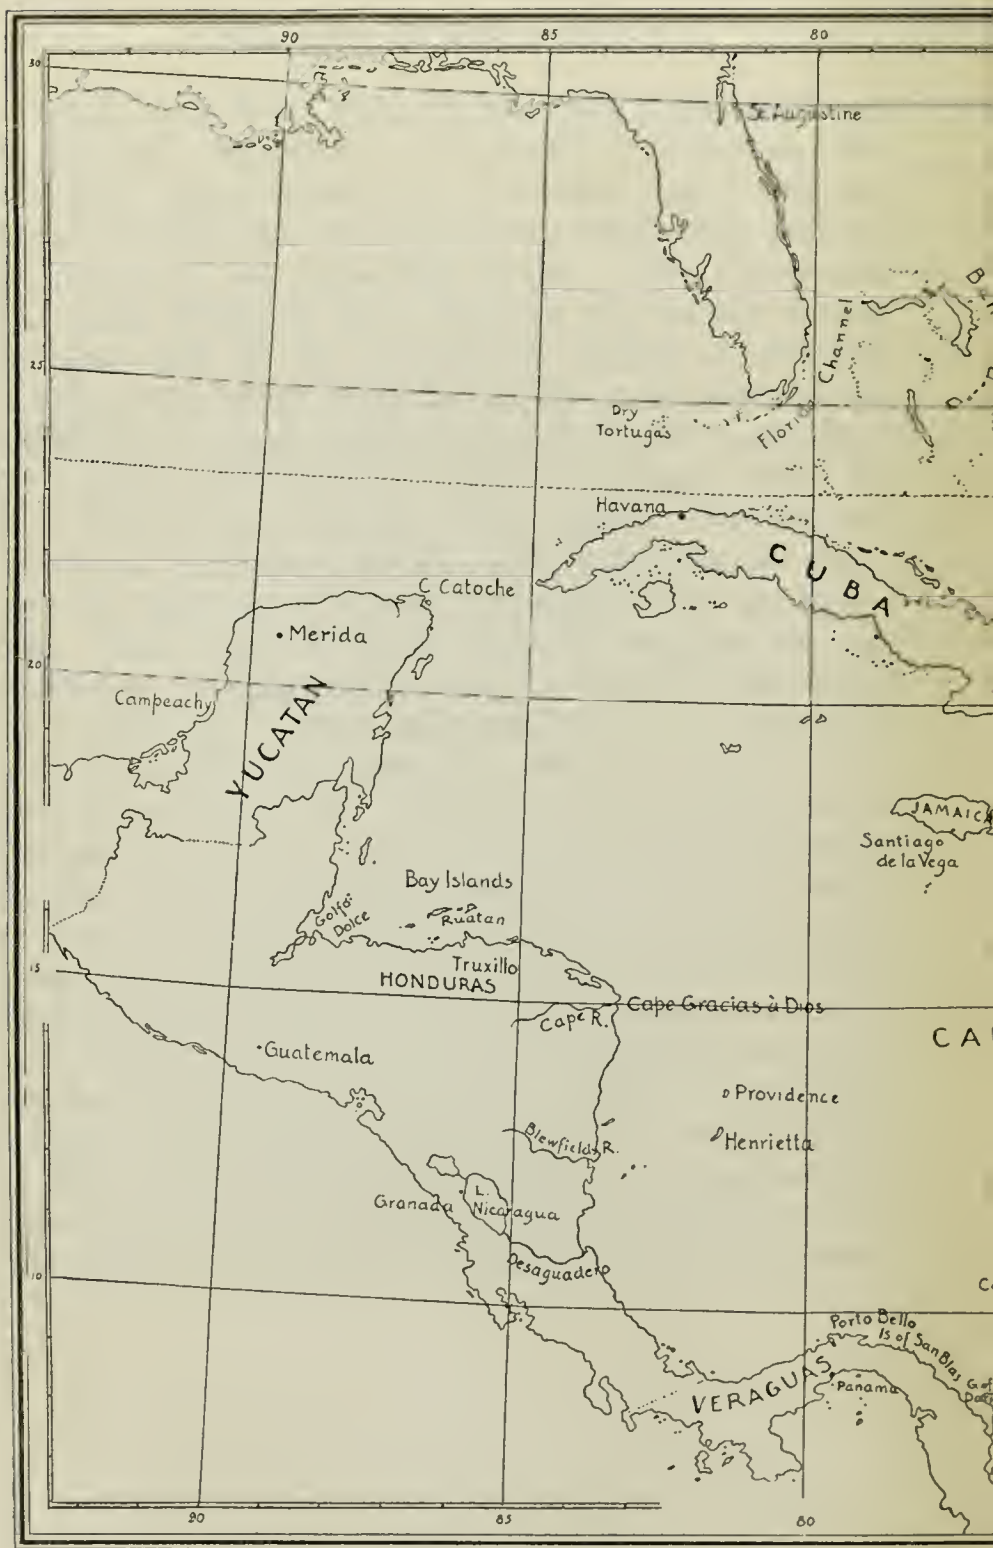 90
85
80
30
St. Augustine
Channel
25
Dry
Tortugas
Florida
Havana
CUBA
C. Catoche
Merida
20
Campeachy
YUCATAN
JAMAICA
Santiago
de la Vega
Bay Islands
Ruatan
Golfo
Dolce
Truxillo
15
HONDURAS
Cape Gracias à Dios
Cape R.
CA
Guatemala
Providence
Henrietta
Blewfields R.
L.
Nicaragua
Granada
Desaguadero
10
Porto Bello
Is of San Blas
VERAGUAS
Panama
G. of
90
85
80